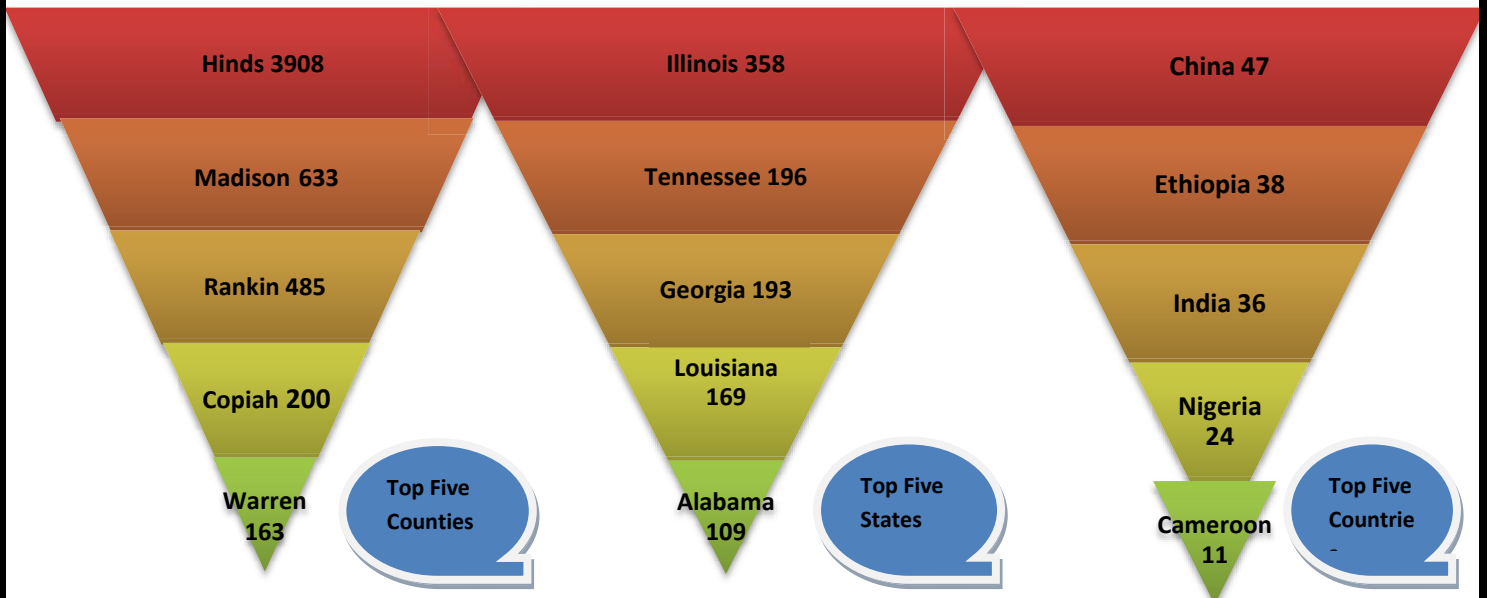 Hinds 3908
Madison 633
Rankin 485
Copiah 200
Warren
163
Top Five
Counties
Illinois 358
Tennessee 196
Georgia 193
Louisiana
169
Alabama
109
Top Five
States
China 47
Ethiopia 38
India 36
Nigeria
24
Cameroon
11
Top Five
Countrie